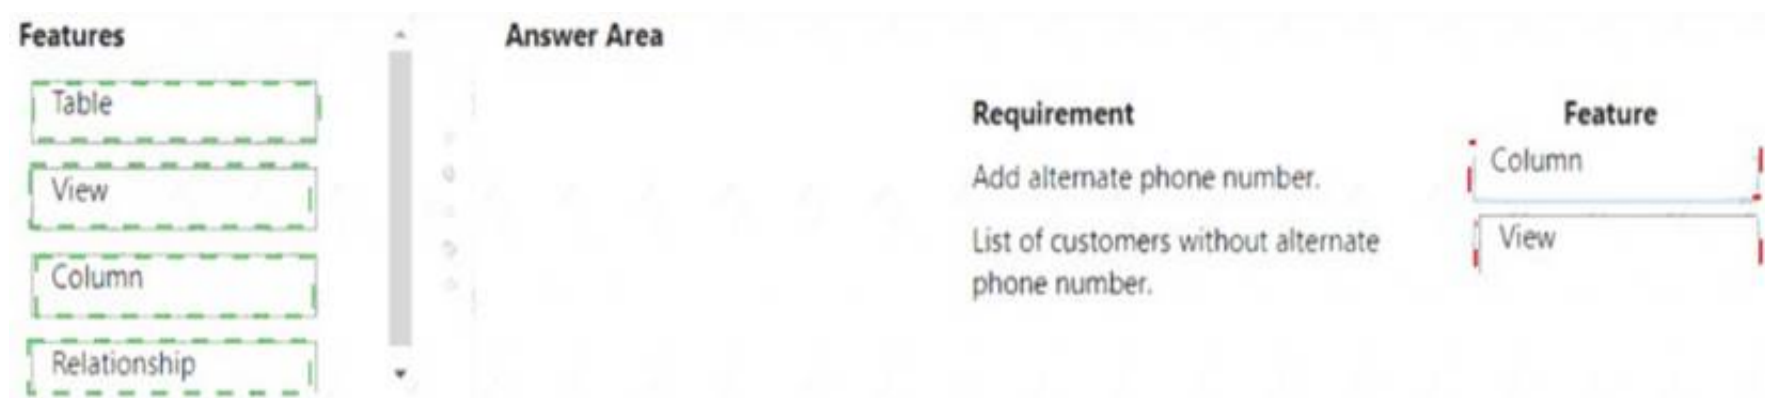 Features
Table
View
Column
Relationship
Answer Area
Requirement Feature
Add alternate phone number. Column
List of customers without alternate View
phone number.